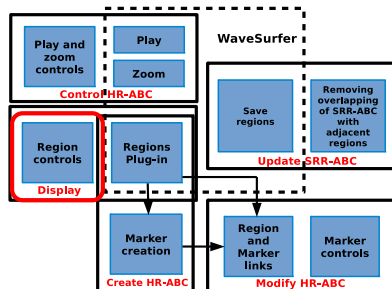 WaveSurfer
Play and
zoom
controls
Play
Zoom
Control HR-ABC
Save
regions
Removing
overlapping
of SRR-ABC
with
adjacent
regions
Update SRR-ABC
Region
controls
Display
Regions
Plug-in
Marker
creation
Create HR-ABC
Region
and
Marker
links
Marker
controls
Modify HR-ABC